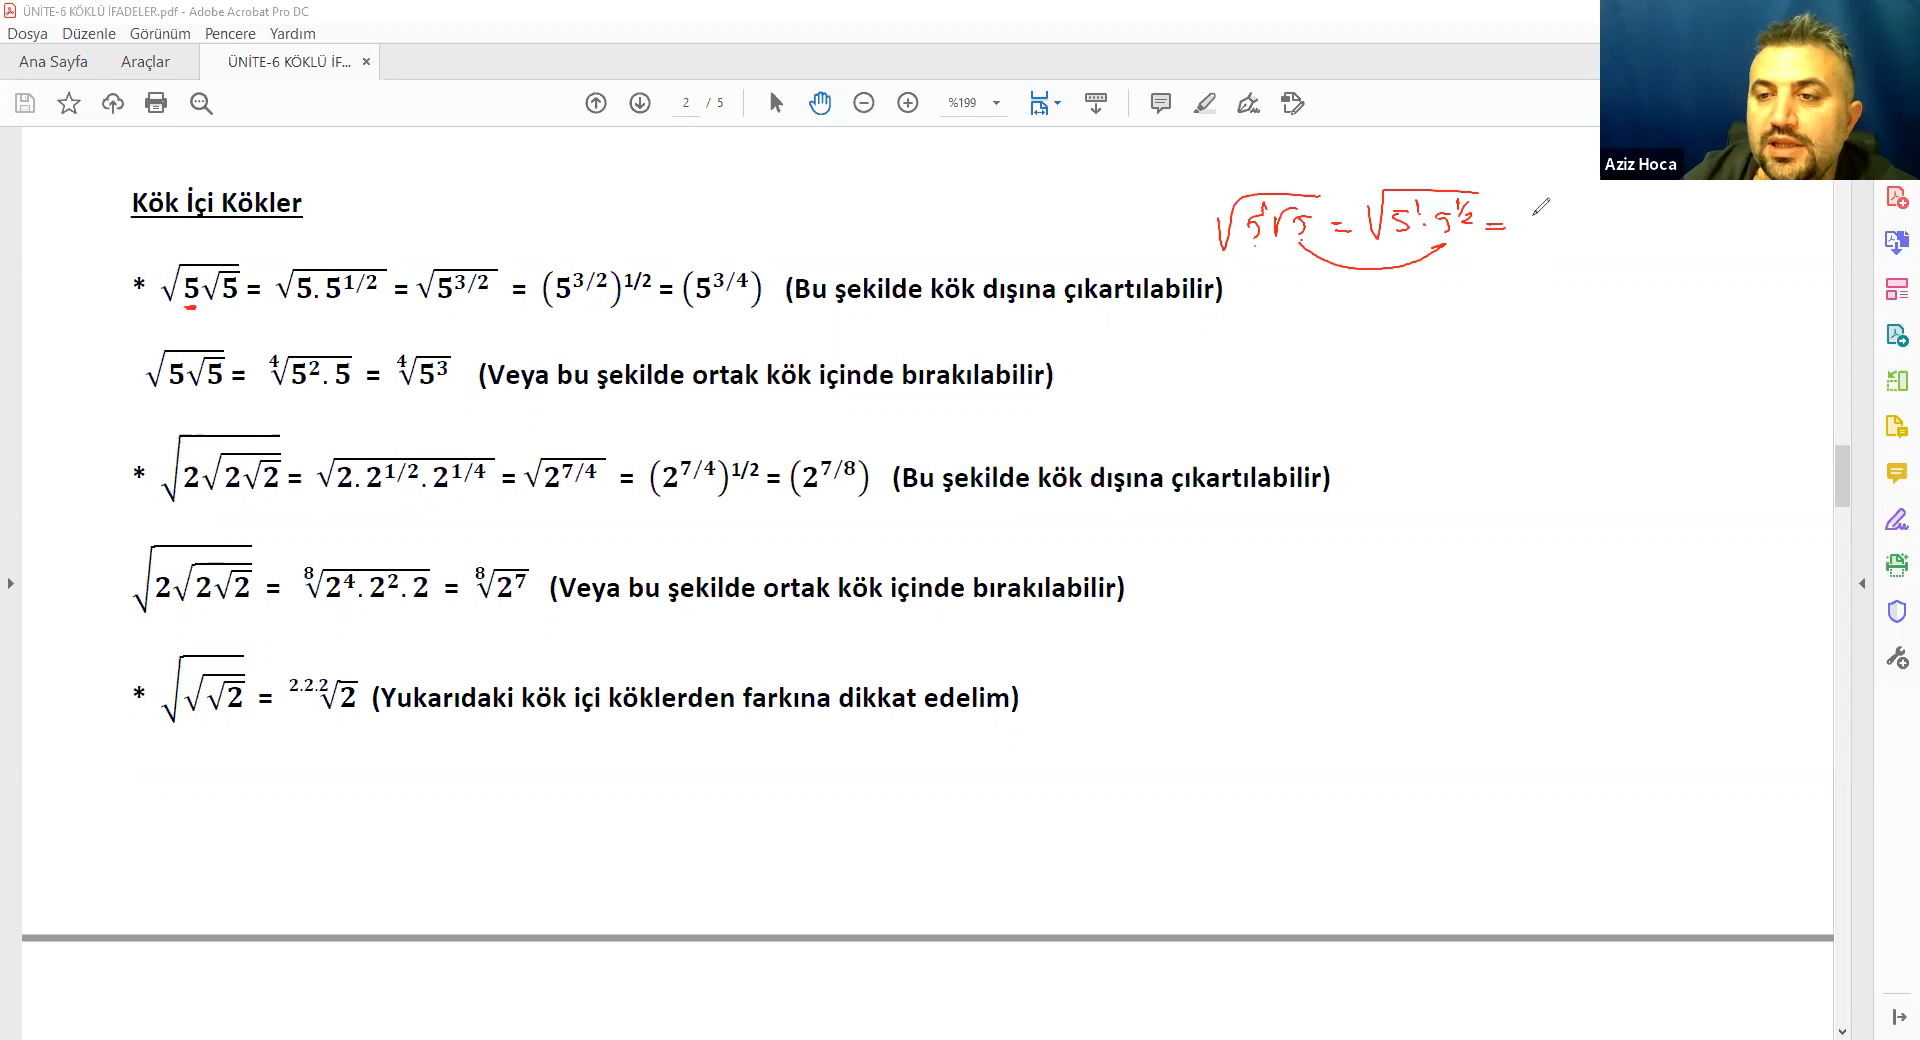 ÜNİTE-6 KÖKLÜ İFADELER.pdf - Adobe Acrobat Pro DC
Dosya Düzenle Görünüm Pencere Yardım
Ana Sayfa Araçlar ÜNİTE-6 KÖKLÜ İF... ×
2 / 5 %199
Aziz Hoca
Kök İçi Kökler
√(5¹√5) = √(5¹·5^1/2) =
* √(5√5) = √(5.5^1/2) = √(5^3/2) = (5^3/2)^1/2 = (5^3/4) (Bu şekilde kök dışına çıkartılabilir)
√(5√5) = ⁴√(5².5) = ⁴√(5³) (Veya bu şekilde ortak kök içinde bırakılabilir)
* √(2√(2√2)) = √(2.2^1/2.2^1/4) = √(2^7/4) = (2^7/4)^1/2 = (2^7/8) (Bu şekilde kök dışına çıkartılabilir)
√(2√(2√2)) = ⁸√(2⁴.2².2) = ⁸√(2⁷) (Veya bu şekilde ortak kök içinde bırakılabilir)
* √(√(√2)) = ^2.2.2√2 (Yukarıdaki kök içi köklerden farkına dikkat edelim)